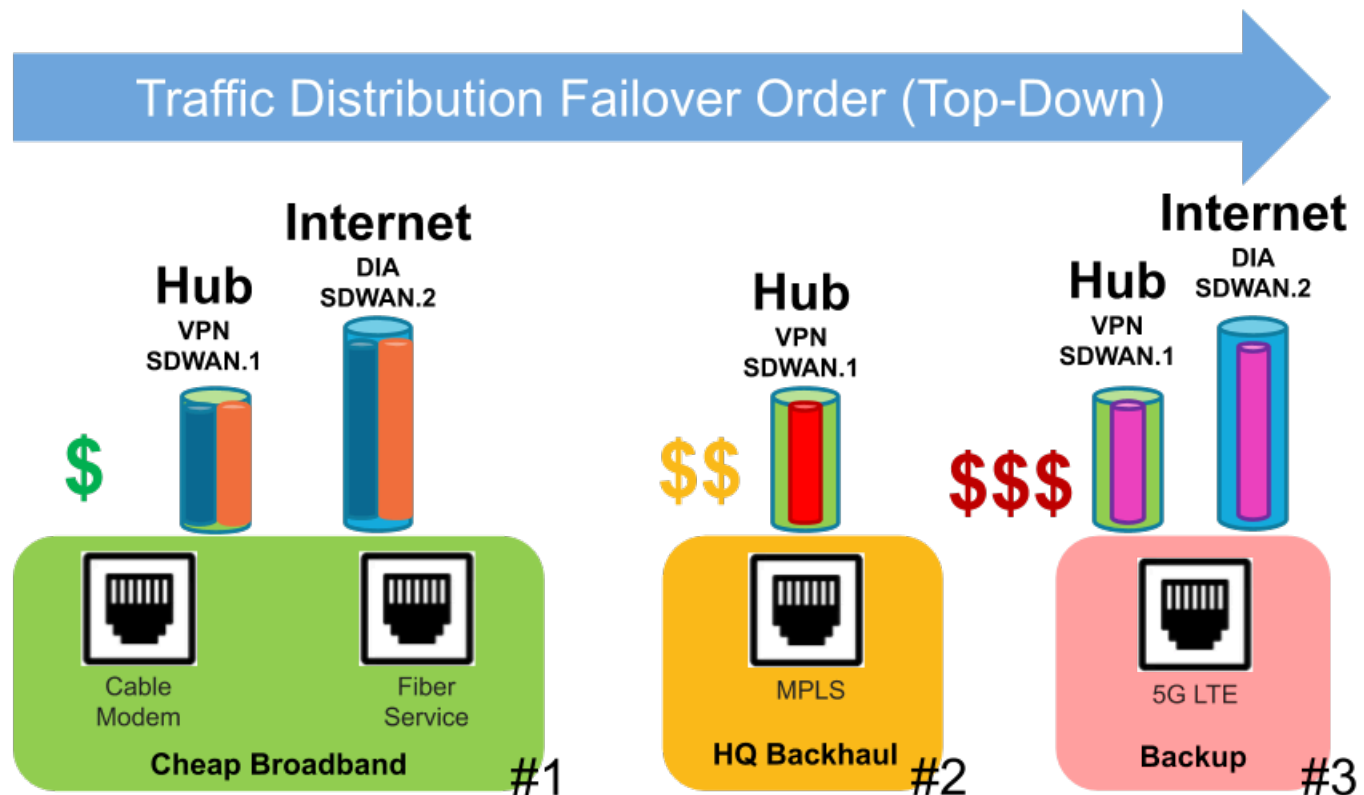 Traffic Distribution Failover Order (Top-Down)
Internet
DIA
SDWAN.2
Hub
VPN
SDWAN.1
$
Cable
Modem
Fiber
Service
Cheap Broadband
#1
Hub
VPN
SDWAN.1
$$
MPLS
HQ Backhaul
#2
Internet
DIA
SDWAN.2
Hub
VPN
SDWAN.1
$$$
5G LTE
Backup
#3